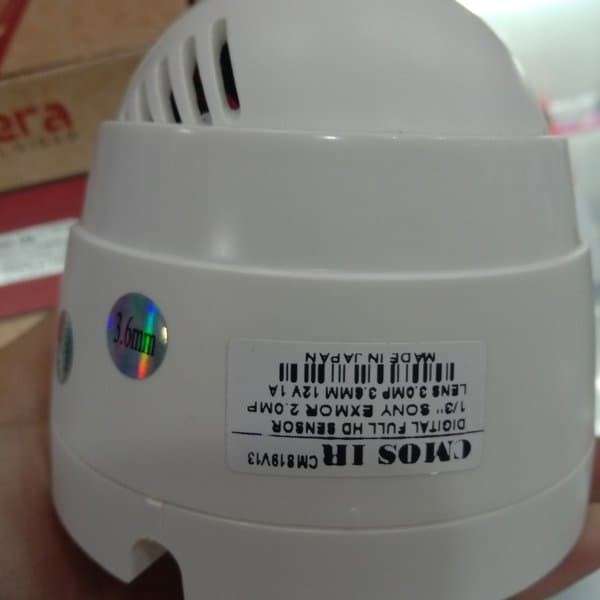 era
3.6mm
CMOS IR CM819V13
DIGITAL FULL HD SENSOR
1/3" SONY EXMOR 2.0MP
LENS 3.0MP 3.6MM 12V 1A
MADE IN JAPAN